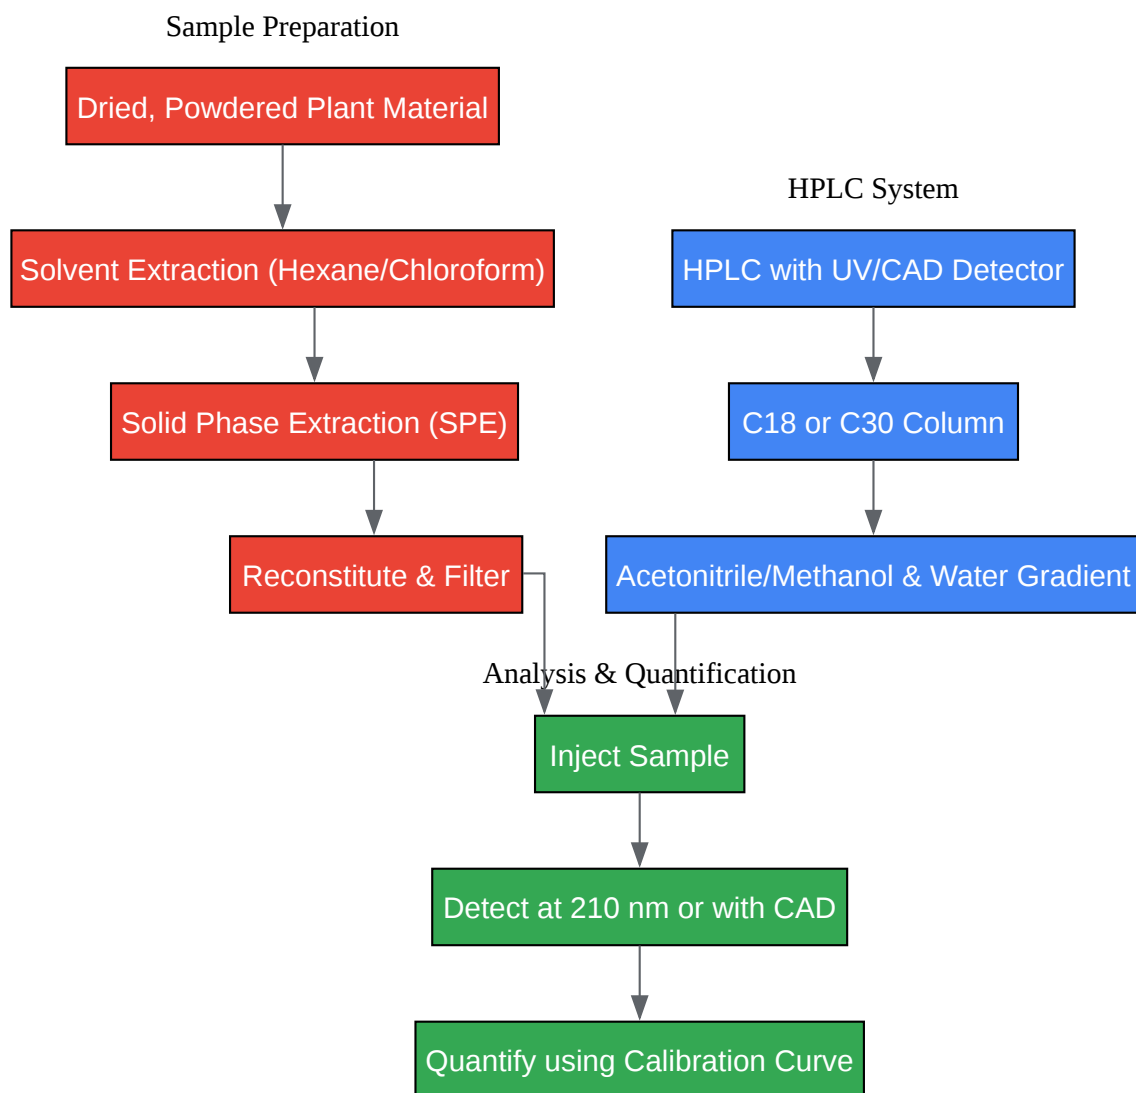 Sample Preparation
Dried, Powdered Plant Material
Solvent Extraction (Hexane/Chloroform)
Solid Phase Extraction (SPE)
Reconstitute & Filter
HPLC System
HPLC with UV/CAD Detector
C18 or C30 Column
Acetonitrile/Methanol & Water Gradient
Analysis & Quantification
Inject Sample
Detect at 210 nm or with CAD
Quantify using Calibration Curve